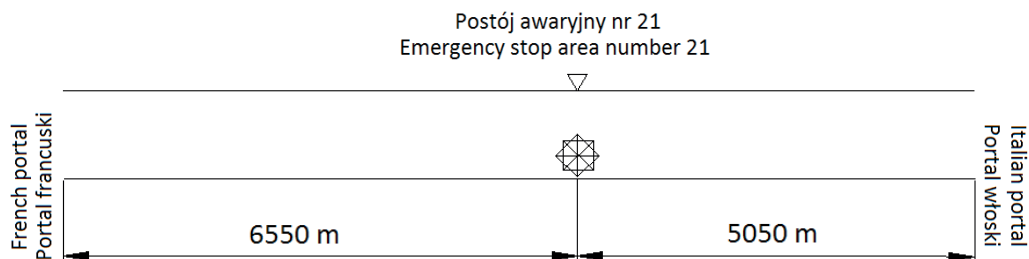 Postój awaryjny nr 21
Emergency stop area number 21
French portal
Portal francuski
6550 m
5050 m
Italian portal
Portal włoski